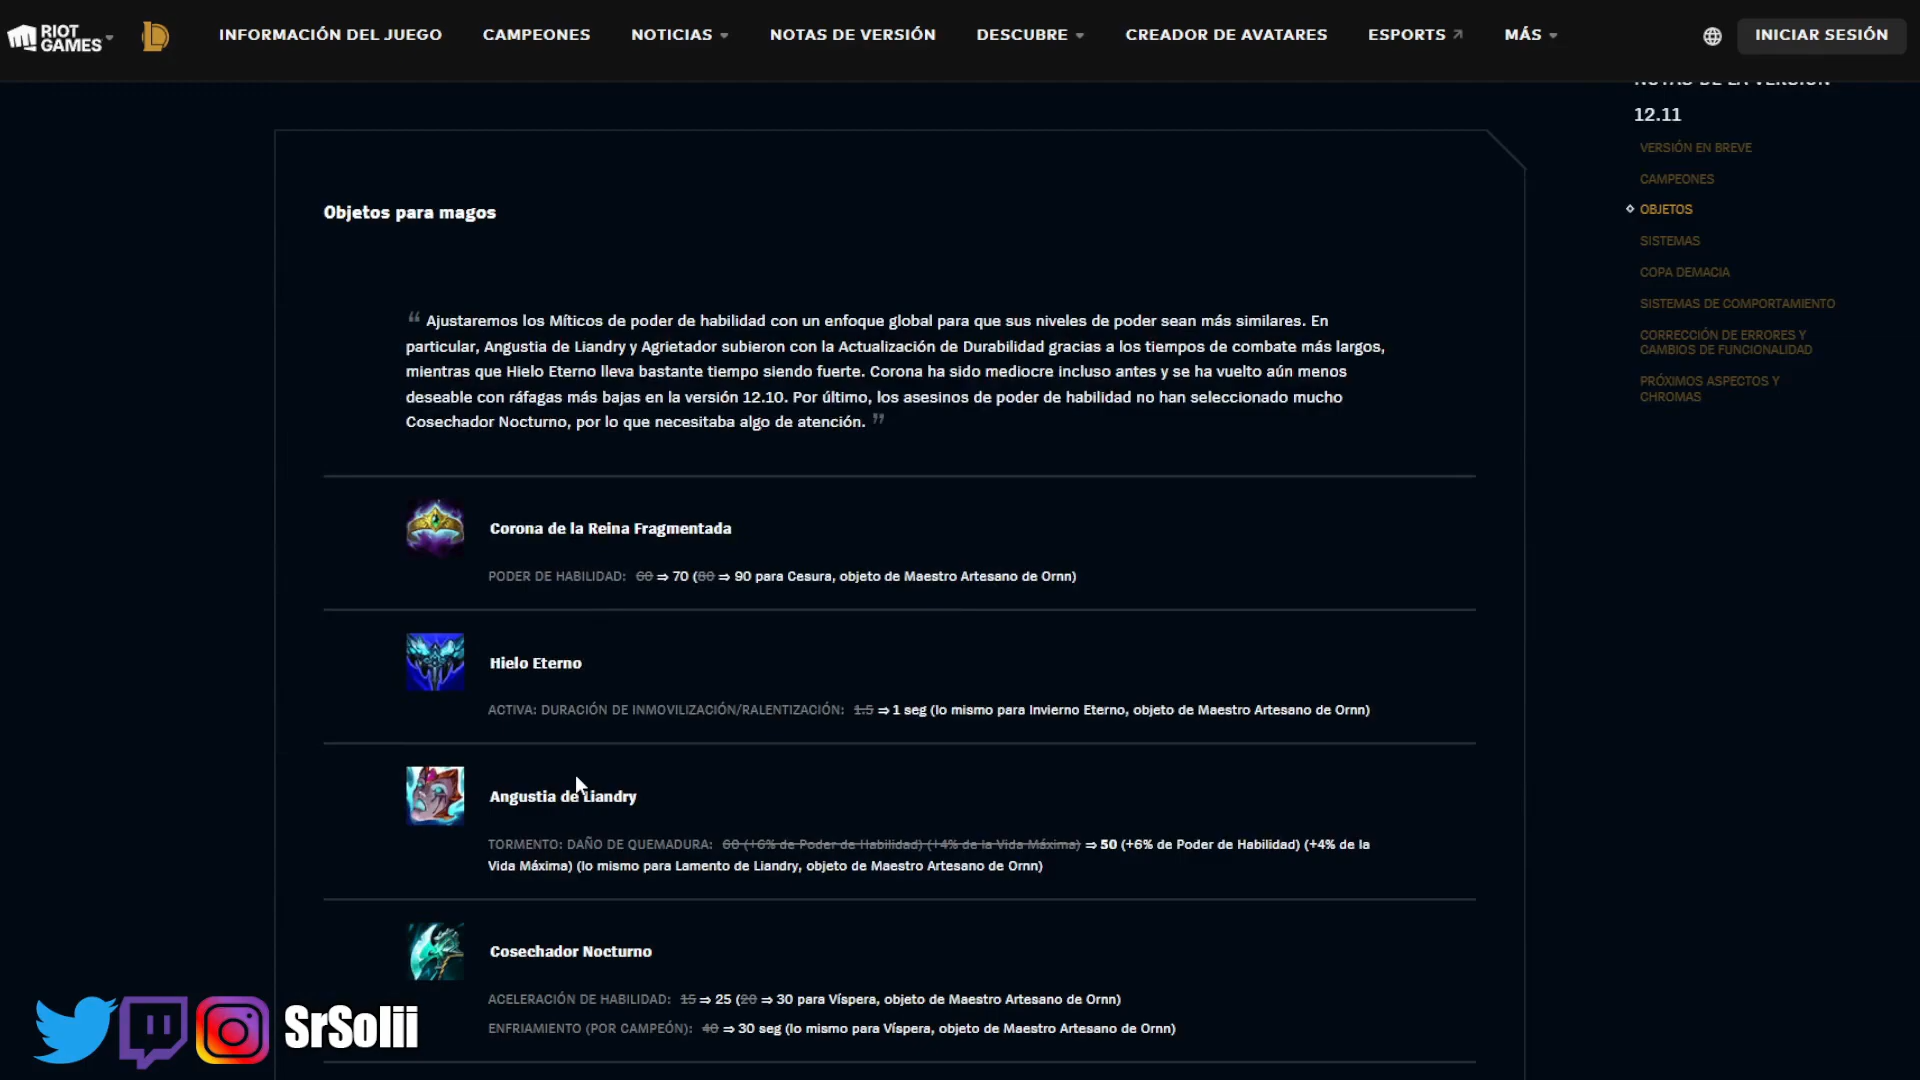 RIOT GAMES
INFORMACIÓN DEL JUEGO
CAMPEONES
NOTICIAS
NOTAS DE VERSIÓN
DESCUBRE
CREADOR DE AVATARES
ESPORTS
MÁS
INICIAR SESIÓN
NOTAS DE LA VERSIÓN
12.11
VERSIÓN EN BREVE
CAMPEONES
OBJETOS
SISTEMAS
COPA DEMACIA
SISTEMAS DE COMPORTAMIENTO
CORRECCIÓN DE ERRORES Y
CAMBIOS DE FUNCIONALIDAD
PRÓXIMOS ASPECTOS Y
CHROMAS
Objetos para magos
“ Ajustaremos los Míticos de poder de habilidad con un enfoque global para que sus niveles de poder sean más similares. En
particular, Angustia de Liandry y Agrietador subieron con la Actualización de Durabilidad gracias a los tiempos de combate más largos,
mientras que Hielo Eterno lleva bastante tiempo siendo fuerte. Corona ha sido mediocre incluso antes y se ha vuelto aún menos
deseable con ráfagas más bajas en la versión 12.10. Por último, los asesinos de poder de habilidad no han seleccionado mucho
Cosechador Nocturno, por lo que necesitaba algo de atención. ”
Corona de la Reina Fragmentada
PODER DE HABILIDAD: 60 ⇒ 70 (80 ⇒ 90 para Cesura, objeto de Maestro Artesano de Ornn)
Hielo Eterno
ACTIVA: DURACIÓN DE INMOVILIZACIÓN/RALENTIZACIÓN: 1.5 ⇒ 1 seg (lo mismo para Invierno Eterno, objeto de Maestro Artesano de Ornn)
Angustia de Liandry
TORMENTO: DAÑO DE QUEMADURA: 60 (+6% de Poder de Habilidad) (+4% de la Vida Máxima) ⇒ 50 (+6% de Poder de Habilidad) (+4% de la
Vida Máxima) (lo mismo para Lamento de Liandry, objeto de Maestro Artesano de Ornn)
Cosechador Nocturno
ACELERACIÓN DE HABILIDAD: 15 ⇒ 25 (20 ⇒ 30 para Víspera, objeto de Maestro Artesano de Ornn)
ENFRIAMIENTO (POR CAMPEÓN): 40 ⇒ 30 seg (lo mismo para Víspera, objeto de Maestro Artesano de Ornn)
SrSolii